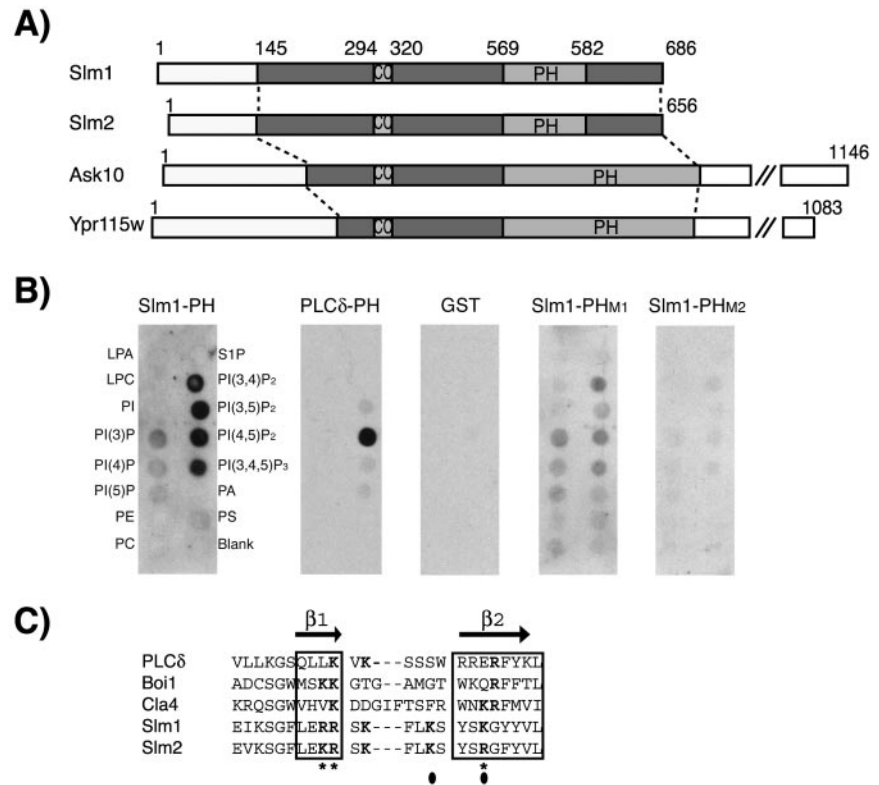 A)
1 145 294 320 569 582 686
Slm1 CC PH
1 656
Slm2 CC PH
1 1146
Ask10 CC PH //
1 1083
Ypr115w CC PH //
B)
Slm1-PH PLCδ-PH GST Slm1-PHM1 Slm1-PHM2
LPA S1P
LPC PI(3,4)P2
PI PI(3,5)P2
PI(3)P PI(4,5)P2
PI(4)P PI(3,4,5)P3
PI(5)P PA
PE PS
PC Blank
C)
β1 β2
PLCδ VLLKGSQLLK VK---SSSW RRERFYKL
Boi1 ADCSGWMSKK GTG-AMGT WKQRFFTL
Cla4 KRQSGWVHVK DDGIFTSFR WNKRFMVI
Slm1 EIKSGFLERR SK---FLKS YSKGYYVL
Slm2 EVKSGFLEKR SK---FLKS YSRGFYVL
** *